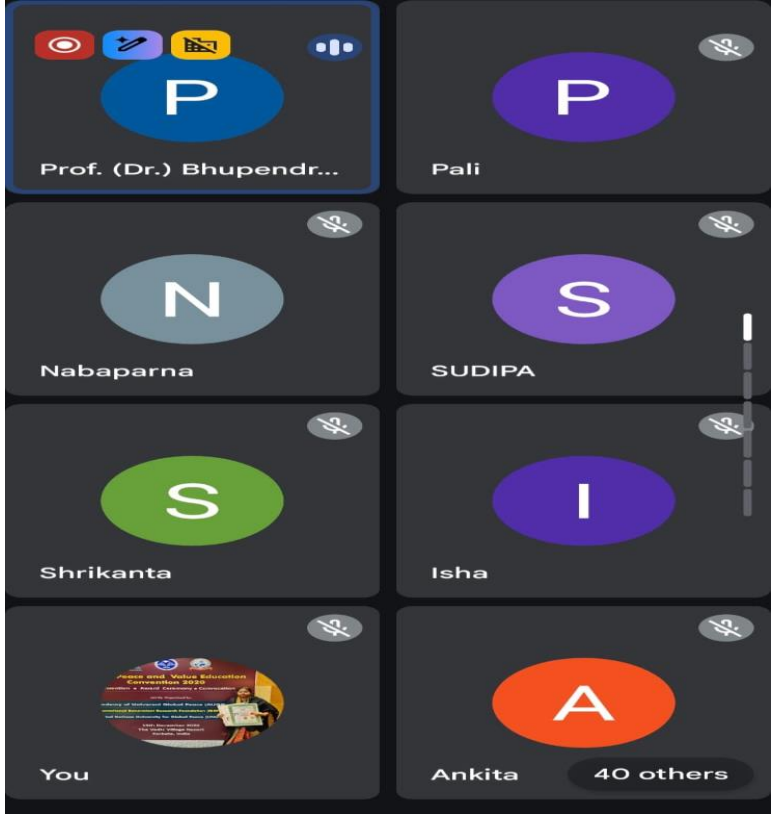 P
Prof. (Dr.) Bhupendr...
P
Pali
N
Nabaparna
S
SUDIPA
S
Shrikanta
I
Isha
Peace and Value Education
Convention 2020
You
A
Ankita
40 others